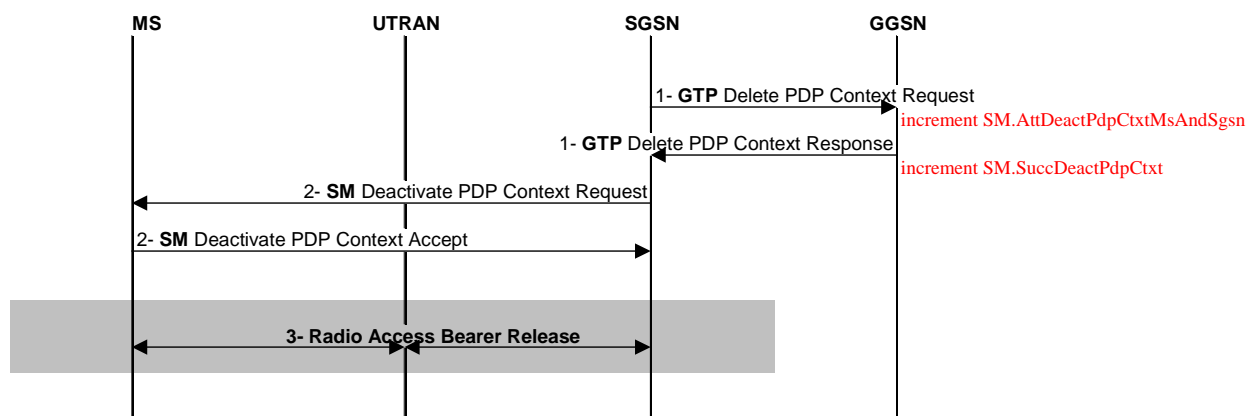 MS UTRAN SGSN GGSN
1- GTP Delete PDP Context Request
increment SM.AttDeactPdpCtxtMsAndSgsn
1- GTP Delete PDP Context Response
increment SM.SuccDeactPdpCtxt
2- SM Deactivate PDP Context Request
2- SM Deactivate PDP Context Accept
3- Radio Access Bearer Release